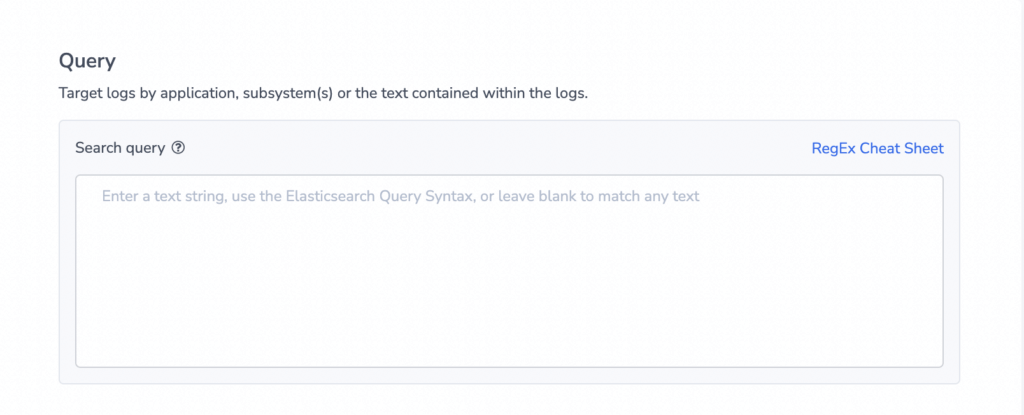 Query
Target logs by application, subsystem(s) or the text contained within the logs.
Search query
RegEx Cheat Sheet
Enter a text string, use the Elasticsearch Query Syntax, or leave blank to match any text